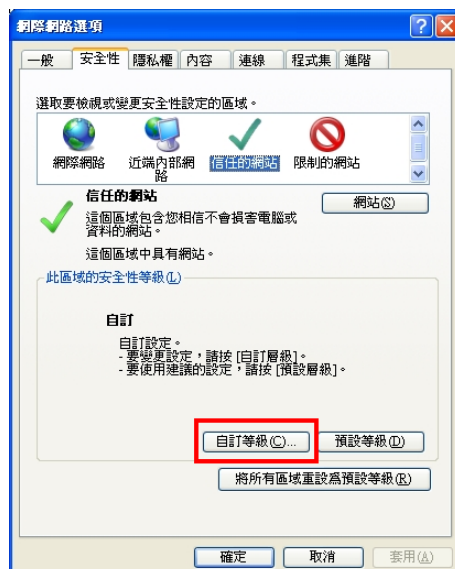 網際網路選項
一般 安全性 隱私權 內容 連線 程式集 進階
選取要檢視或變更安全性設定的區域。
網際網路 近端內部網路 信任的網站 限制的網站
信任的網站
網站(S)
這個區域包含您相信不會損害電腦或
資料的網站。
這個區域中具有網站。
此區域的安全性等級(L)
自訂
自訂設定。
- 要變更設定，請按 [自訂層級]。
- 要使用建議的設定，請按 [預設層級]。
自訂等級(C)... 預設等級(D)
將所有區域重設為預設等級(R)
確定 取消 套用(A)